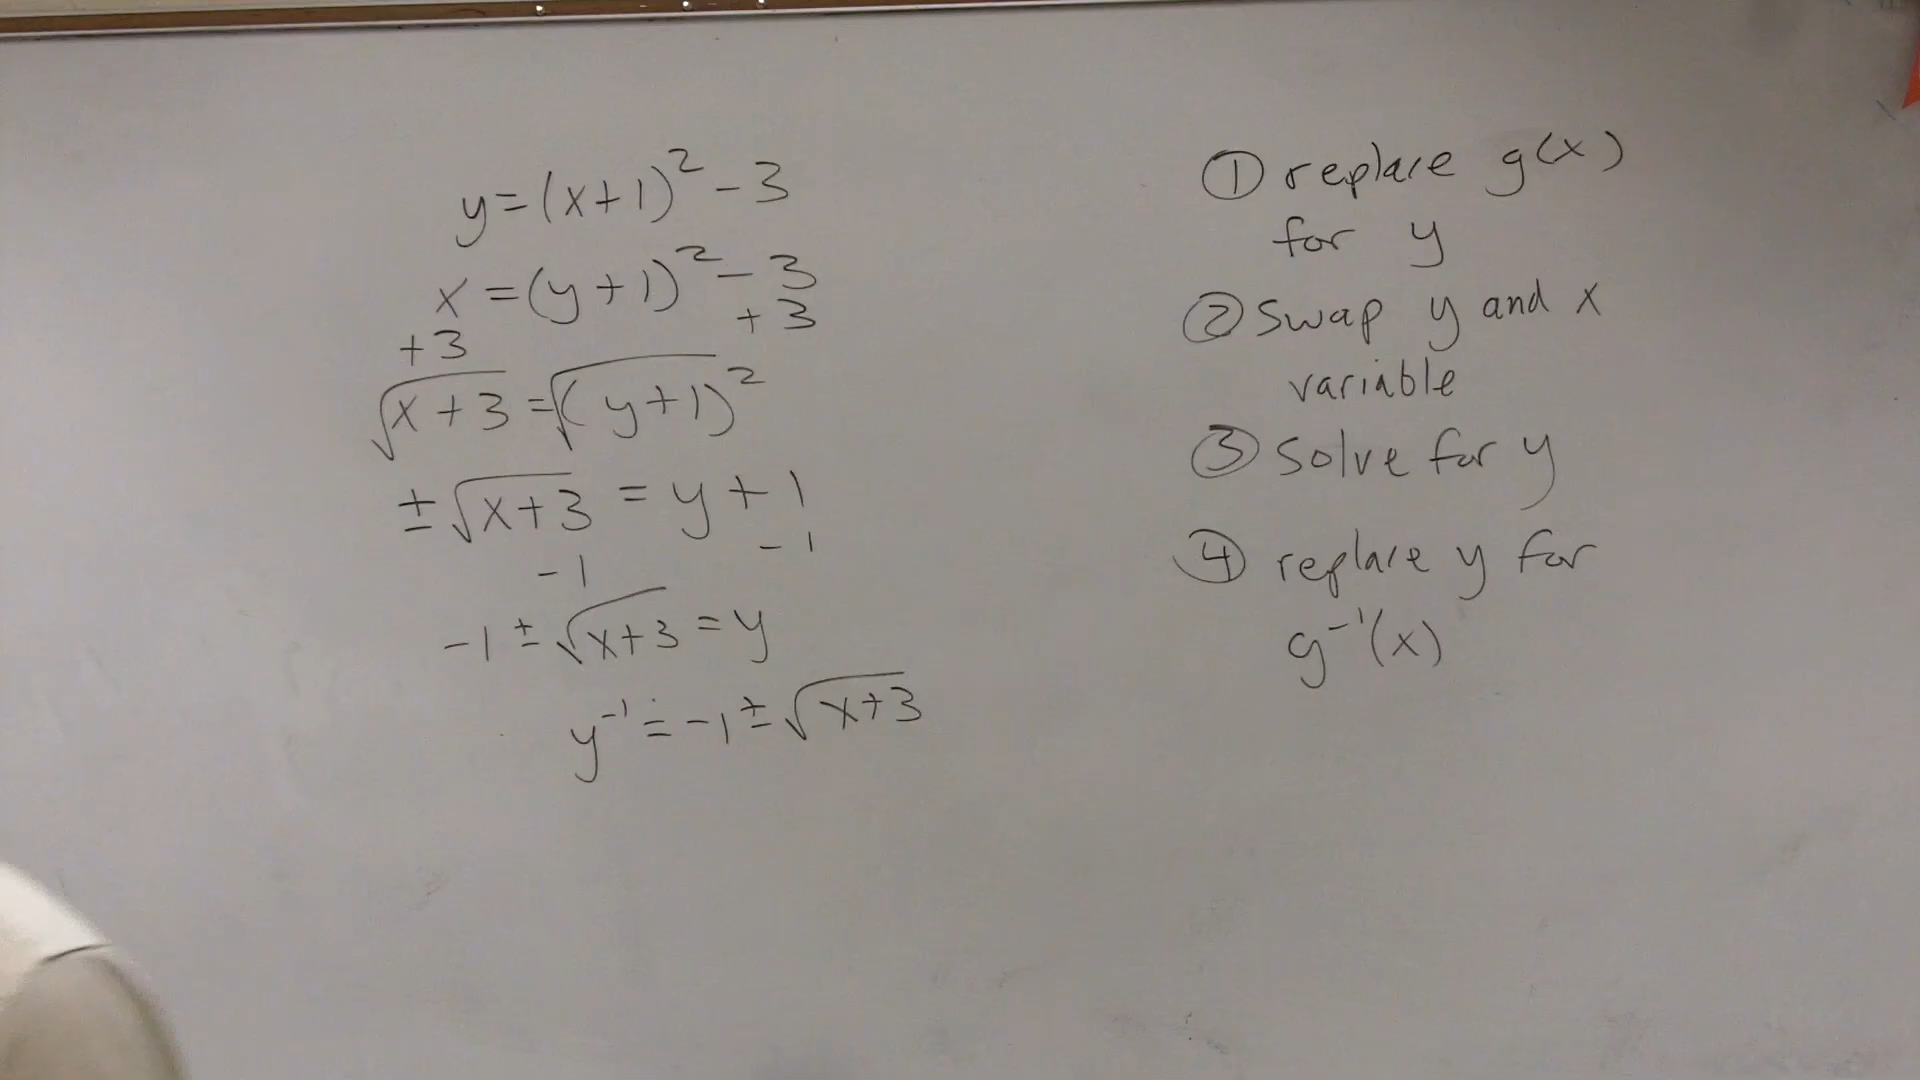 y=(x+1)²-3
x=(y+1)²-3
+3 +3
√x+3=√(y+1)²
±√x+3=y+1
-1 -1
-1±√x+3=y
y⁻¹=-1±√x+3
① replace g(x)
for y
② Swap y and x
variable
③ Solve for y
④ replace y for
g⁻¹(x)